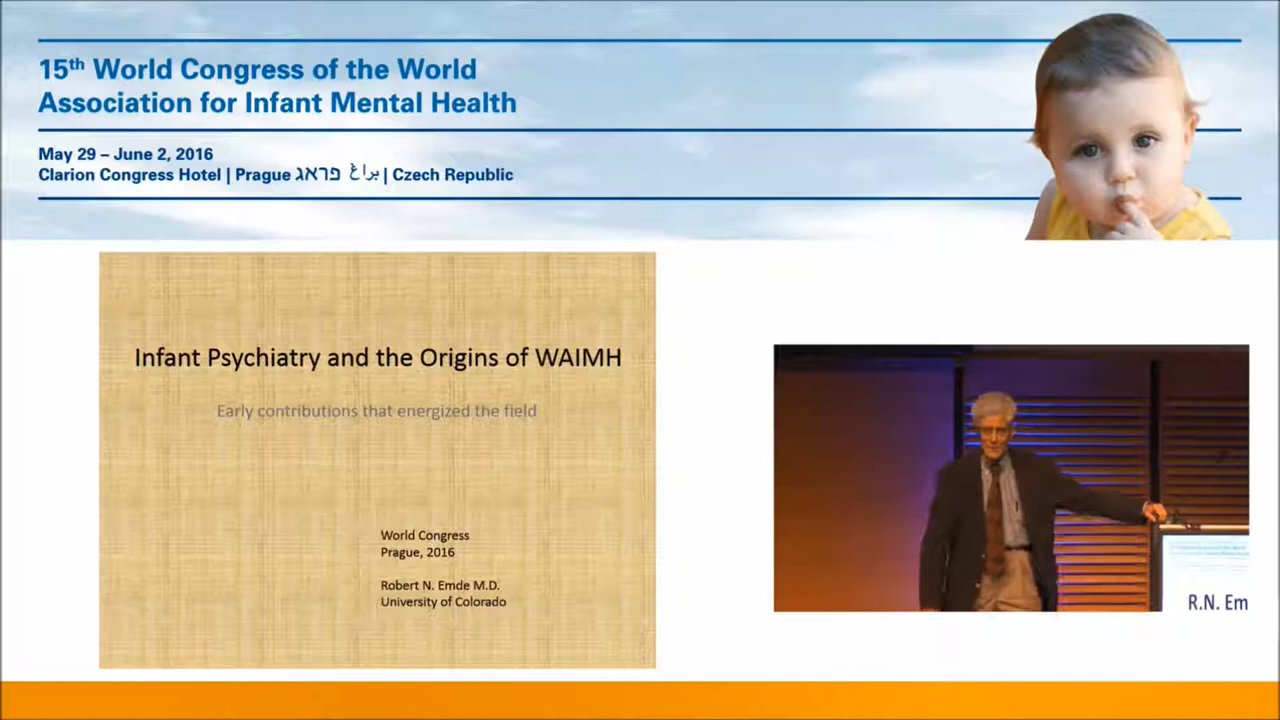 15th World Congress of the World
Association for Infant Mental Health
May 29 – June 2, 2016
Clarion Congress Hotel | Prague פראג براغ | Czech Republic
Infant Psychiatry and the Origins of WAIMH
Early contributions that energized the field
World Congress
Prague, 2016
Robert N. Emde M.D.
University of Colorado
R.N. Em